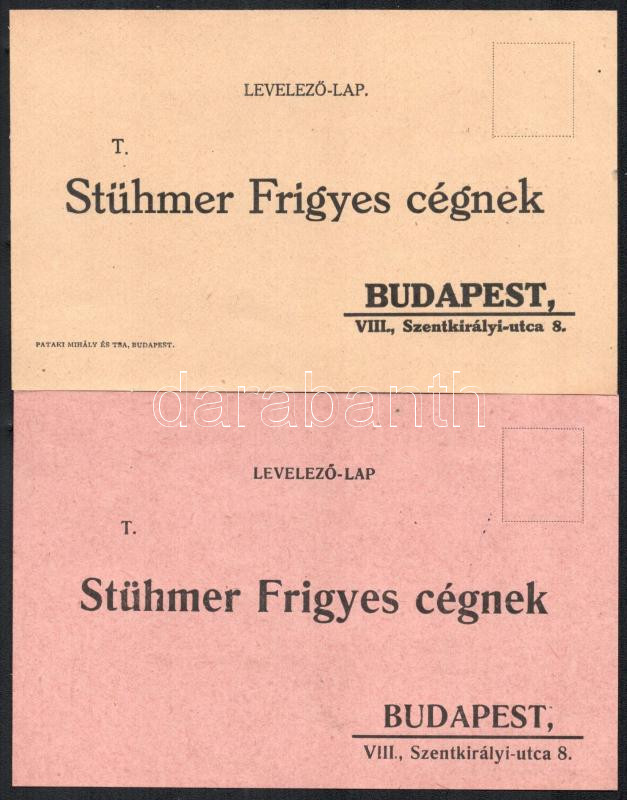 LEVELEZŐ-LAP.
T.
Stühmer Frigyes cégnek
BUDAPEST,
VIII., Szentkirályi-utca 8.
PATAKI MIHÁLY ÉS TSA, BUDAPEST.
darabanth
LEVELEZŐ-LAP
T.
Stühmer Frigyes cégnek
BUDAPEST,
VIII., Szentkirályi-utca 8.